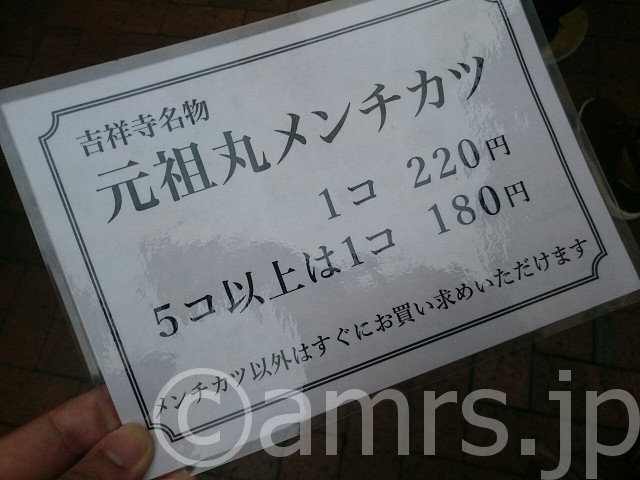 吉祥寺名物
元祖丸メンチカツ
1コ 220円
5コ以上は1コ 180円
メンチカツ以外はすぐにお買い求めいただけます
©amrs.jp